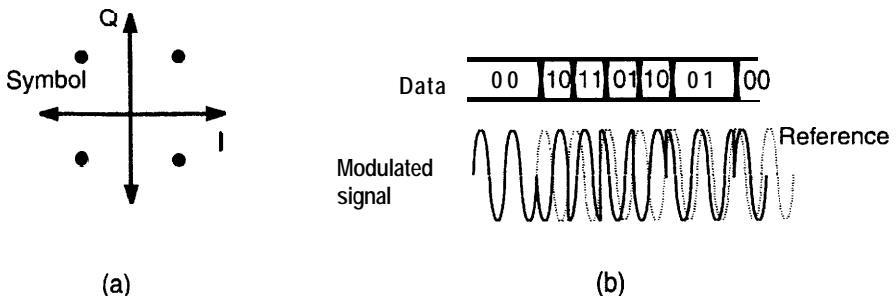 Q
Symbol
I
(a)
Data
00 10 11 01 10 01 00
Reference
Modulated
signal
(b)